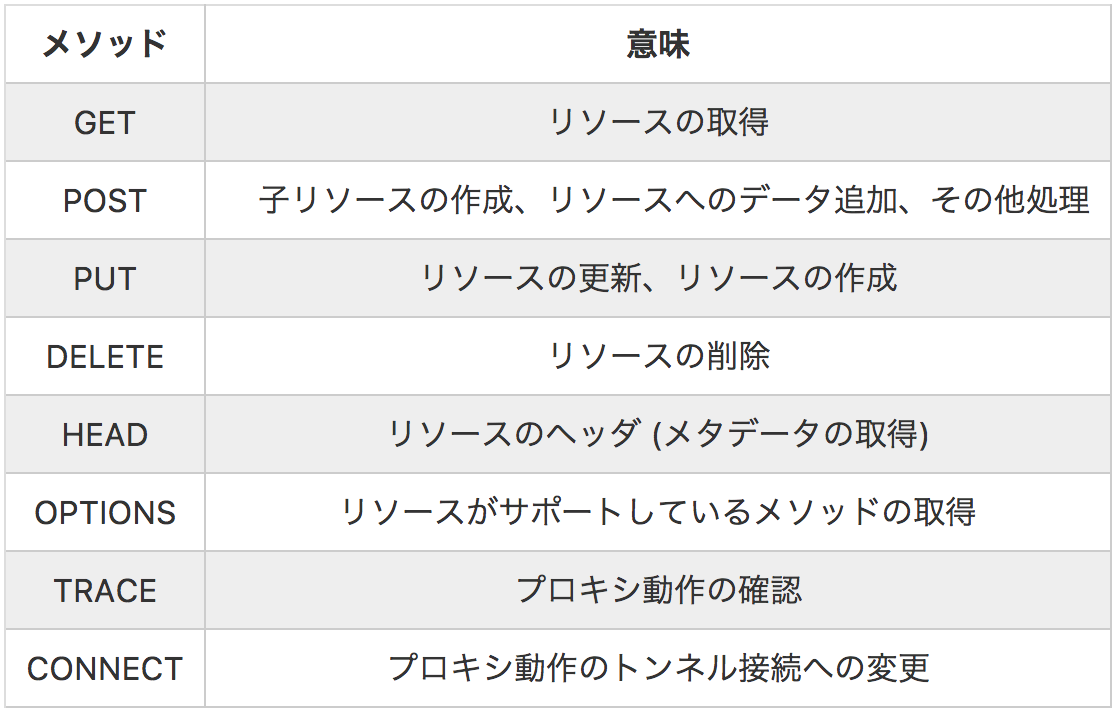 メソッド 意味
GET リソースの取得
POST 子リソースの作成、リソースへのデータ追加、その他処理
PUT リソースの更新、リソースの作成
DELETE リソースの削除
HEAD リソースのヘッダ (メタデータの取得)
OPTIONS リソースがサポートしているメソッドの取得
TRACE プロキシ動作の確認
CONNECT プロキシ動作のトンネル接続への変更